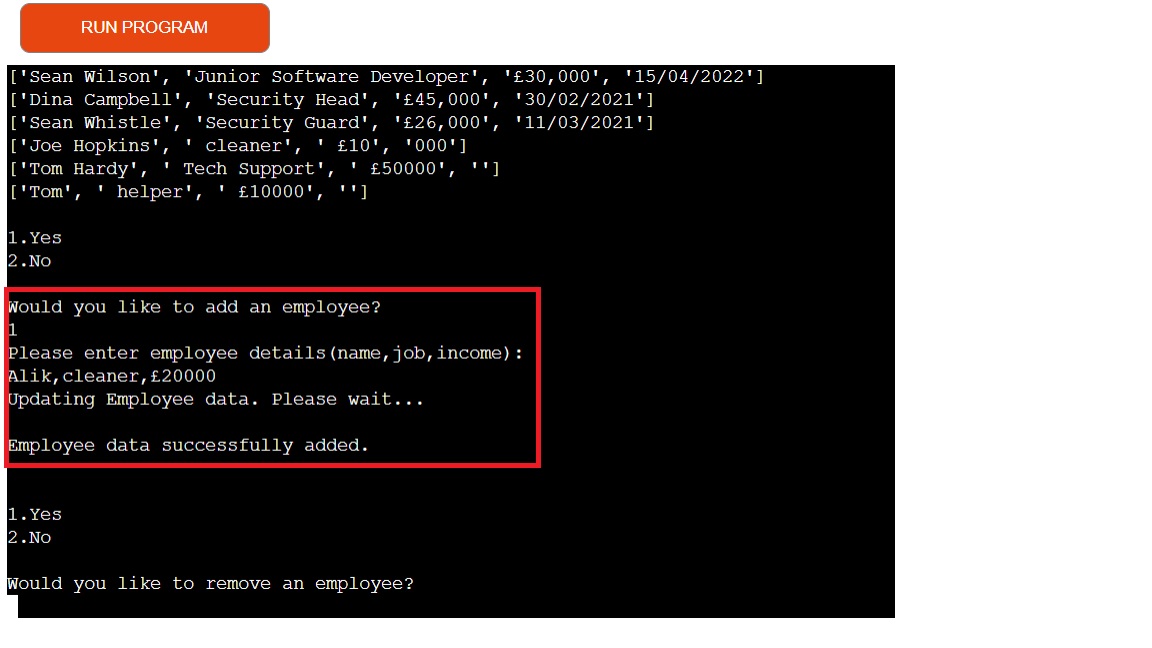 RUN PROGRAM
['Sean Wilson', 'Junior Software Developer', '£30,000', '15/04/2022']
['Dina Campbell', 'Security Head', '£45,000', '30/02/2021']
['Sean Whistle', 'Security Guard', '£26,000', '11/03/2021']
['Joe Hopkins', ' cleaner', ' £10', '000']
['Tom Hardy', ' Tech Support', ' £50000', '']
['Tom', ' helper', ' £10000', '']
1.Yes
2.No
Would you like to add an employee?
1
Please enter employee details(name,job,income):
Alik,cleaner,£20000
Updating Employee data. Please wait...
Employee data successfully added.
1.Yes
2.No
Would you like to remove an employee?